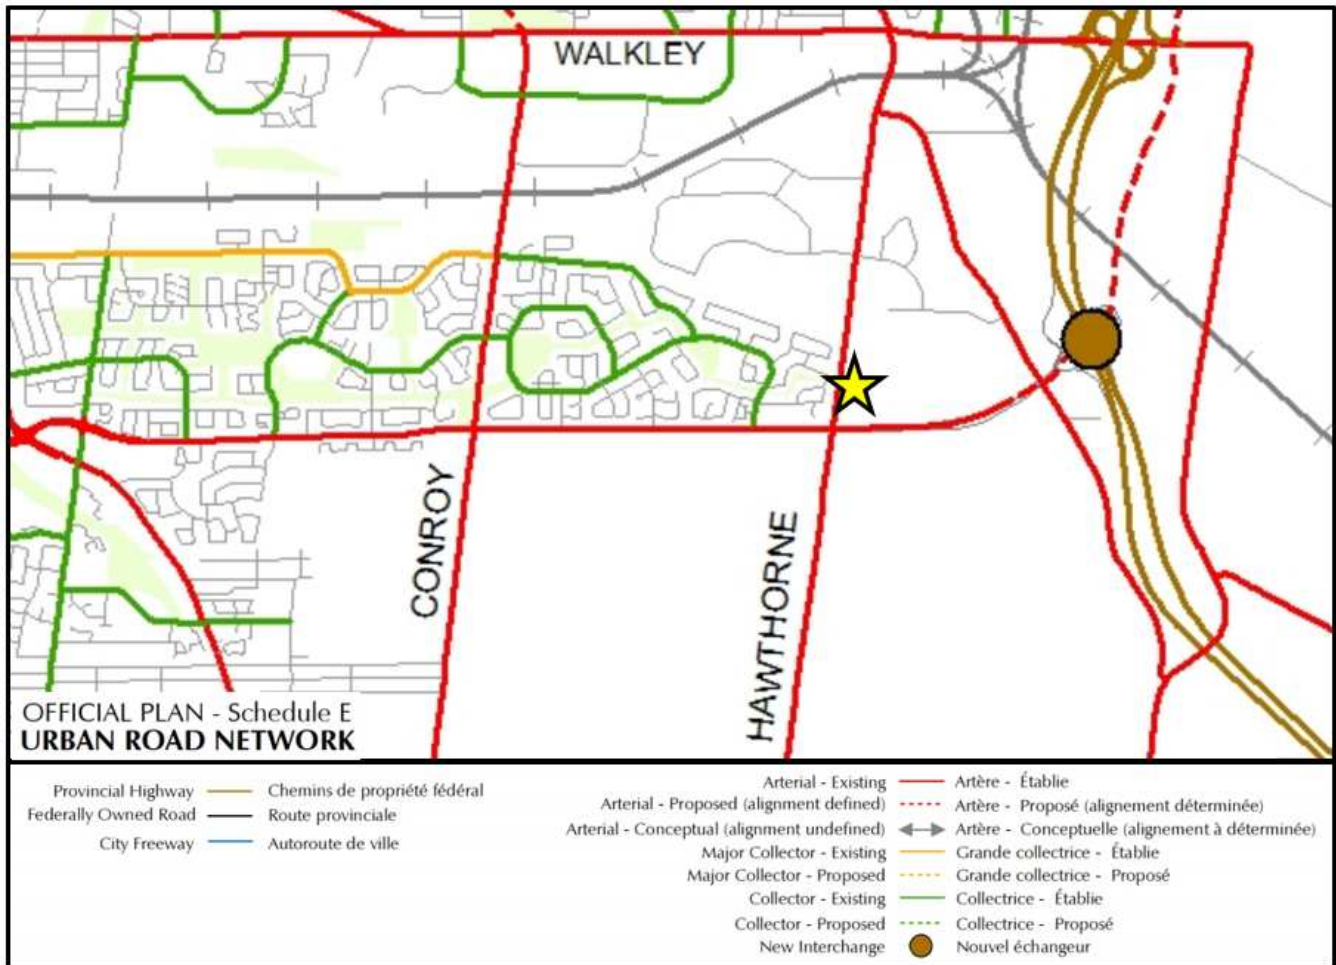 WALKLEY
CONROY
HAWTHORNE
OFFICIAL PLAN - Schedule E
URBAN ROAD NETWORK
Provincial Highway Chemins de propriété fédéral
Federally Owned Road Route provinciale
City Freeway Autoroute de ville
Arterial - Existing Artère - Établie
Arterial - Proposed (alignment defined) Artère - Proposé (alignement déterminée)
Arterial - Conceptual (alignment undefined) Artère - Conceptuelle (alignement à déterminée)
Major Collector - Existing Grande collectrice - Établie
Major Collector - Proposed Grande collectrice - Proposé
Collector - Existing Collectrice - Établie
Collector - Proposed Collectrice - Proposé
New Interchange Nouvel échangeur